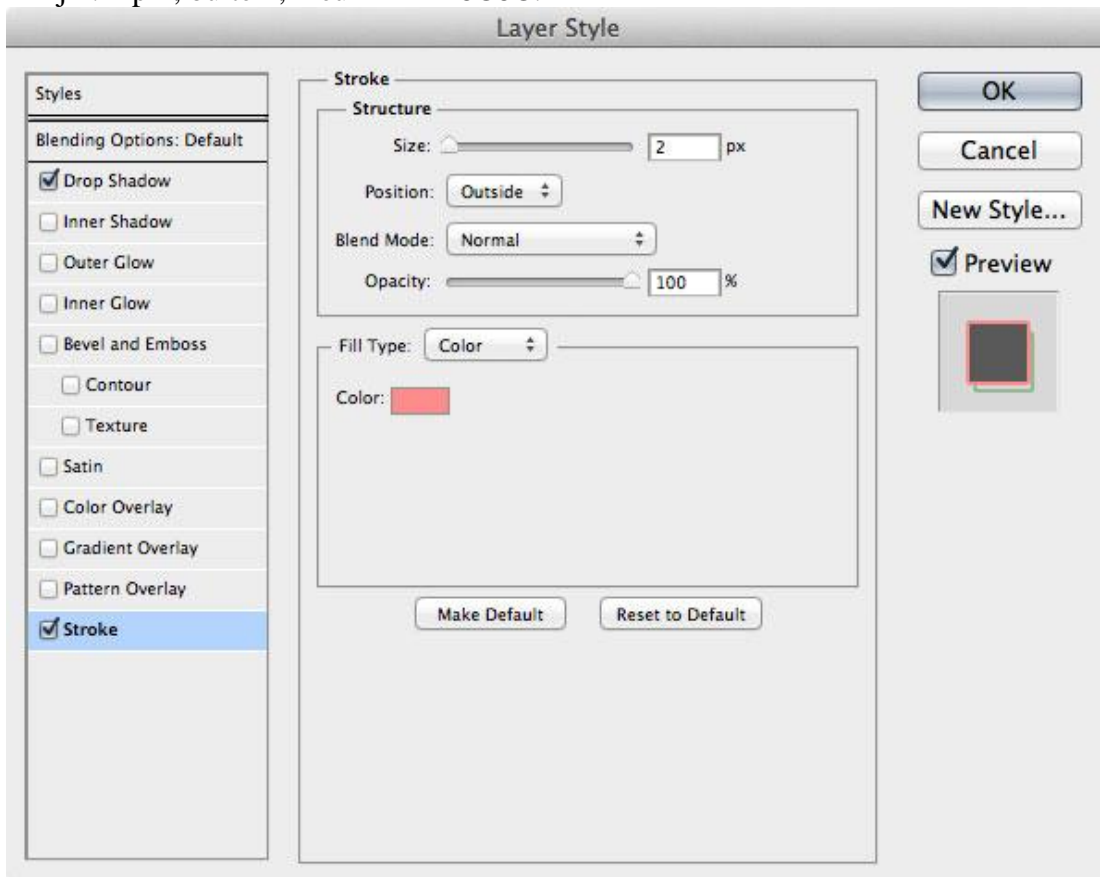 Layer Style
Styles
Blending Options: Default
Drop Shadow
Inner Shadow
Outer Glow
Inner Glow
Bevel and Emboss
Contour
Texture
Satin
Color Overlay
Gradient Overlay
Pattern Overlay
Stroke
Stroke
Structure
Size: 2 px
Position: Outside
Blend Mode: Normal
Opacity: 100 %
Fill Type: Color
Color:
Make Default Reset to Default
OK
Cancel
New Style...
Preview